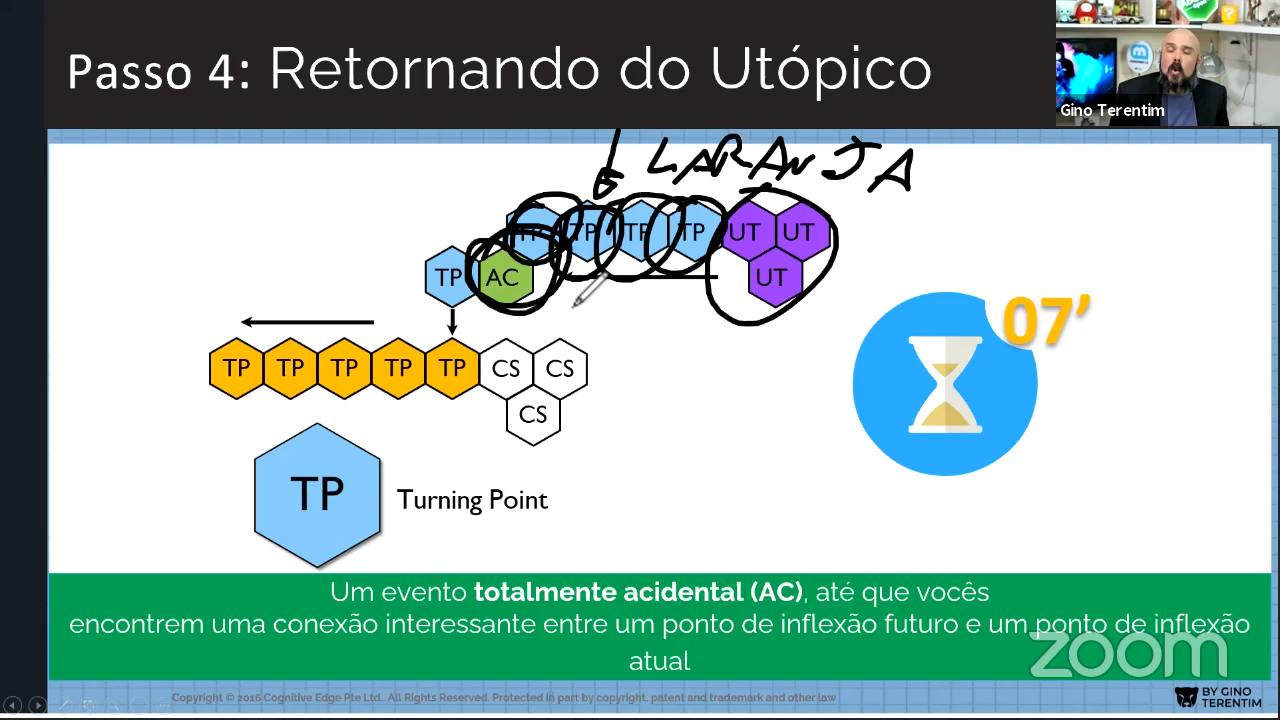 Passo 4: Retornando do Utópico
Gino Terentim
LARANJA
TP TP TP TP UT UT
TP AC UT
07’
TP TP TP TP TP CS CS
CS
TP
Turning Point
Um evento totalmente acidental (AC), até que vocês
encontrem uma conexão interessante entre um ponto de inflexão futuro e um ponto de inflexão
atual
zoom
Copyright © 2016 Cognitive Edge Pte Ltd.. All Rights Reserved. Protected in part by copyright, patent and trademark and other law
BY GINO
TERENTIM